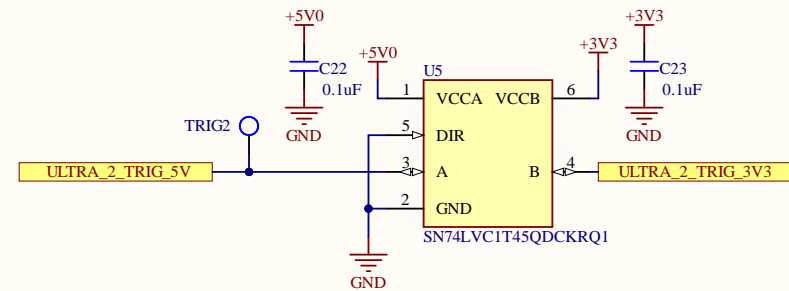 +5V0
+3V3
+5V0
+3V3
C22
0.1uF
GND
U5
C23
0.1uF
GND
1
VCCA
VCCB
6
TRIG2
5
DIR
ULTRA_2_TRIG_5V
3
A
B
4
ULTRA_2_TRIG_3V3
2
GND
SN74LVC1T45QDCKRQ1
GND